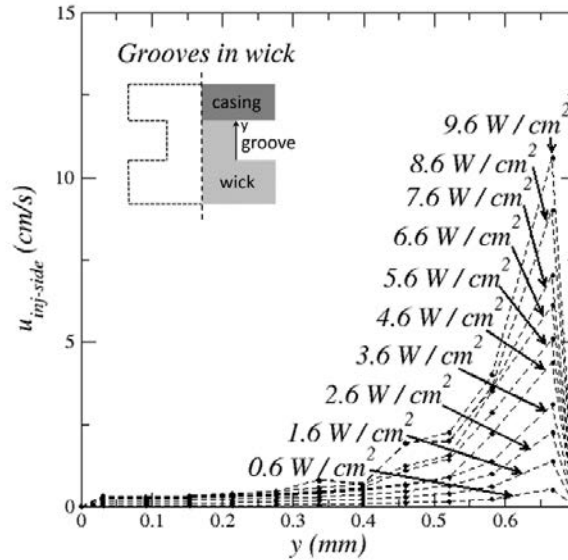 15
10
5
0
u_inj-side (cm/s)
Grooves in wick
casing
y
groove
wick
9.6 W / cm²
8.6 W / cm²
7.6 W / cm²
6.6 W / cm²
5.6 W / cm²
4.6 W / cm²
3.6 W / cm²
2.6 W / cm²
1.6 W / cm²
0.6 W / cm²
0 0.1 0.2 0.3 0.4 0.5 0.6
y (mm)